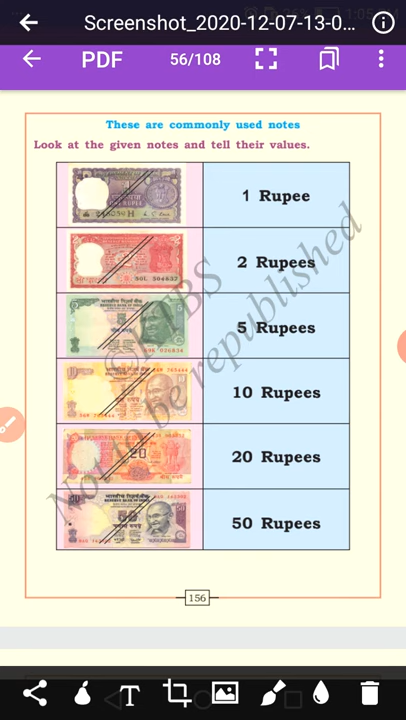 Screenshot_2020-12-07-13-0...
PDF
56/108
These are commonly used notes
Look at the given notes and tell their values.
1 Rupee
2 Rupees
5 Rupees
10 Rupees
20 Rupees
50 Rupees
Not to be republished
156